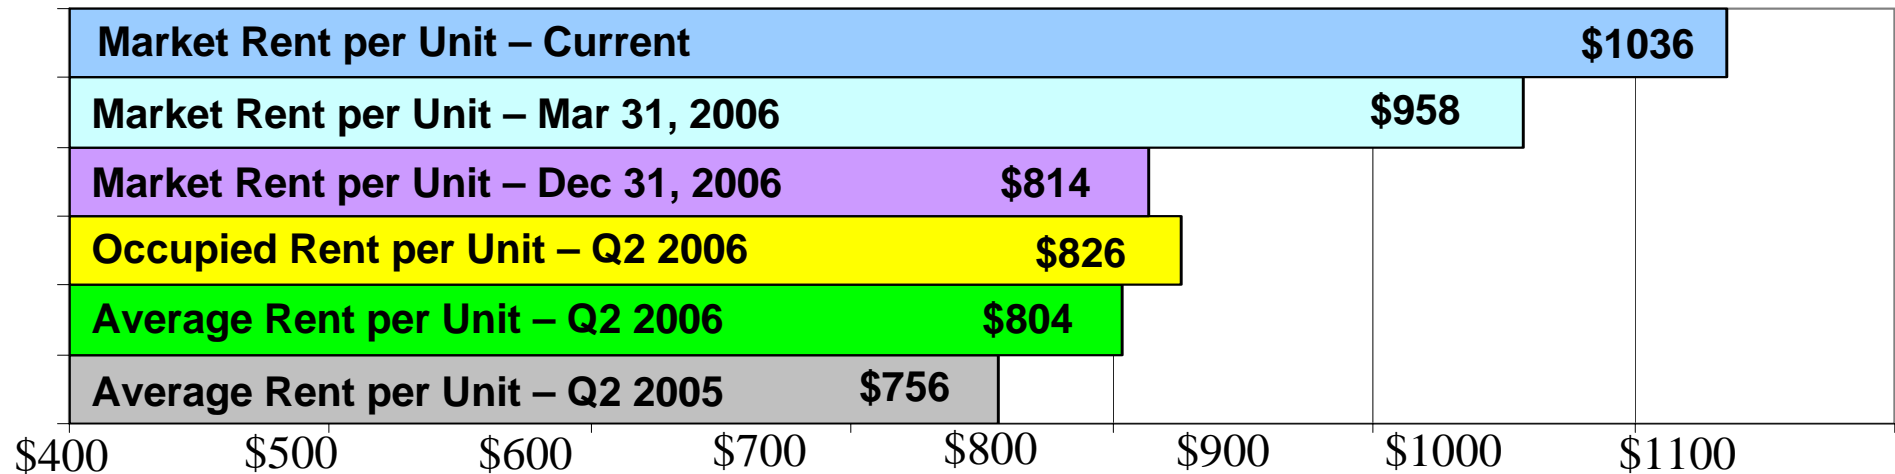 Market Rent per Unit – Current $1036
Market Rent per Unit – Mar 31, 2006 $958
Market Rent per Unit – Dec 31, 2006 $814
Occupied Rent per Unit – Q2 2006 $826
Average Rent per Unit – Q2 2006 $804
Average Rent per Unit – Q2 2005 $756
$400 $500 $600 $700 $800 $900 $1000 $1100